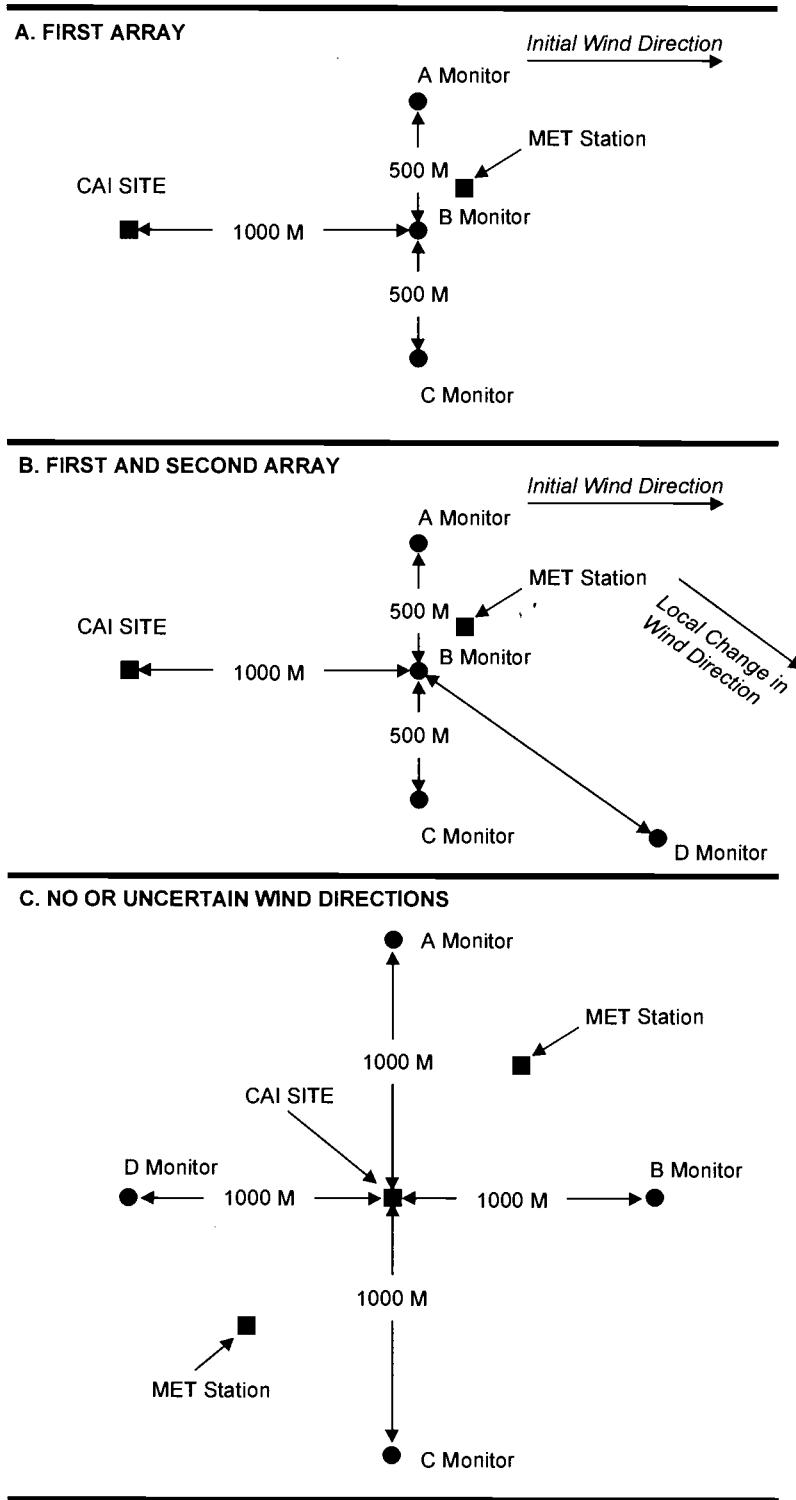 A. FIRST ARRAY
Initial Wind Direction
A Monitor
MET Station
500 M
CAI SITE
B Monitor
1000 M
500 M
C Monitor
B. FIRST AND SECOND ARRAY
Initial Wind Direction
A Monitor
MET Station
Local Change in
Wind Direction
500 M
CAI SITE
B Monitor
1000 M
500 M
C Monitor
D Monitor
C. NO OR UNCERTAIN WIND DIRECTIONS
A Monitor
MET Station
1000 M
CAI SITE
D Monitor
B Monitor
1000 M
1000 M
1000 M
MET Station
C Monitor